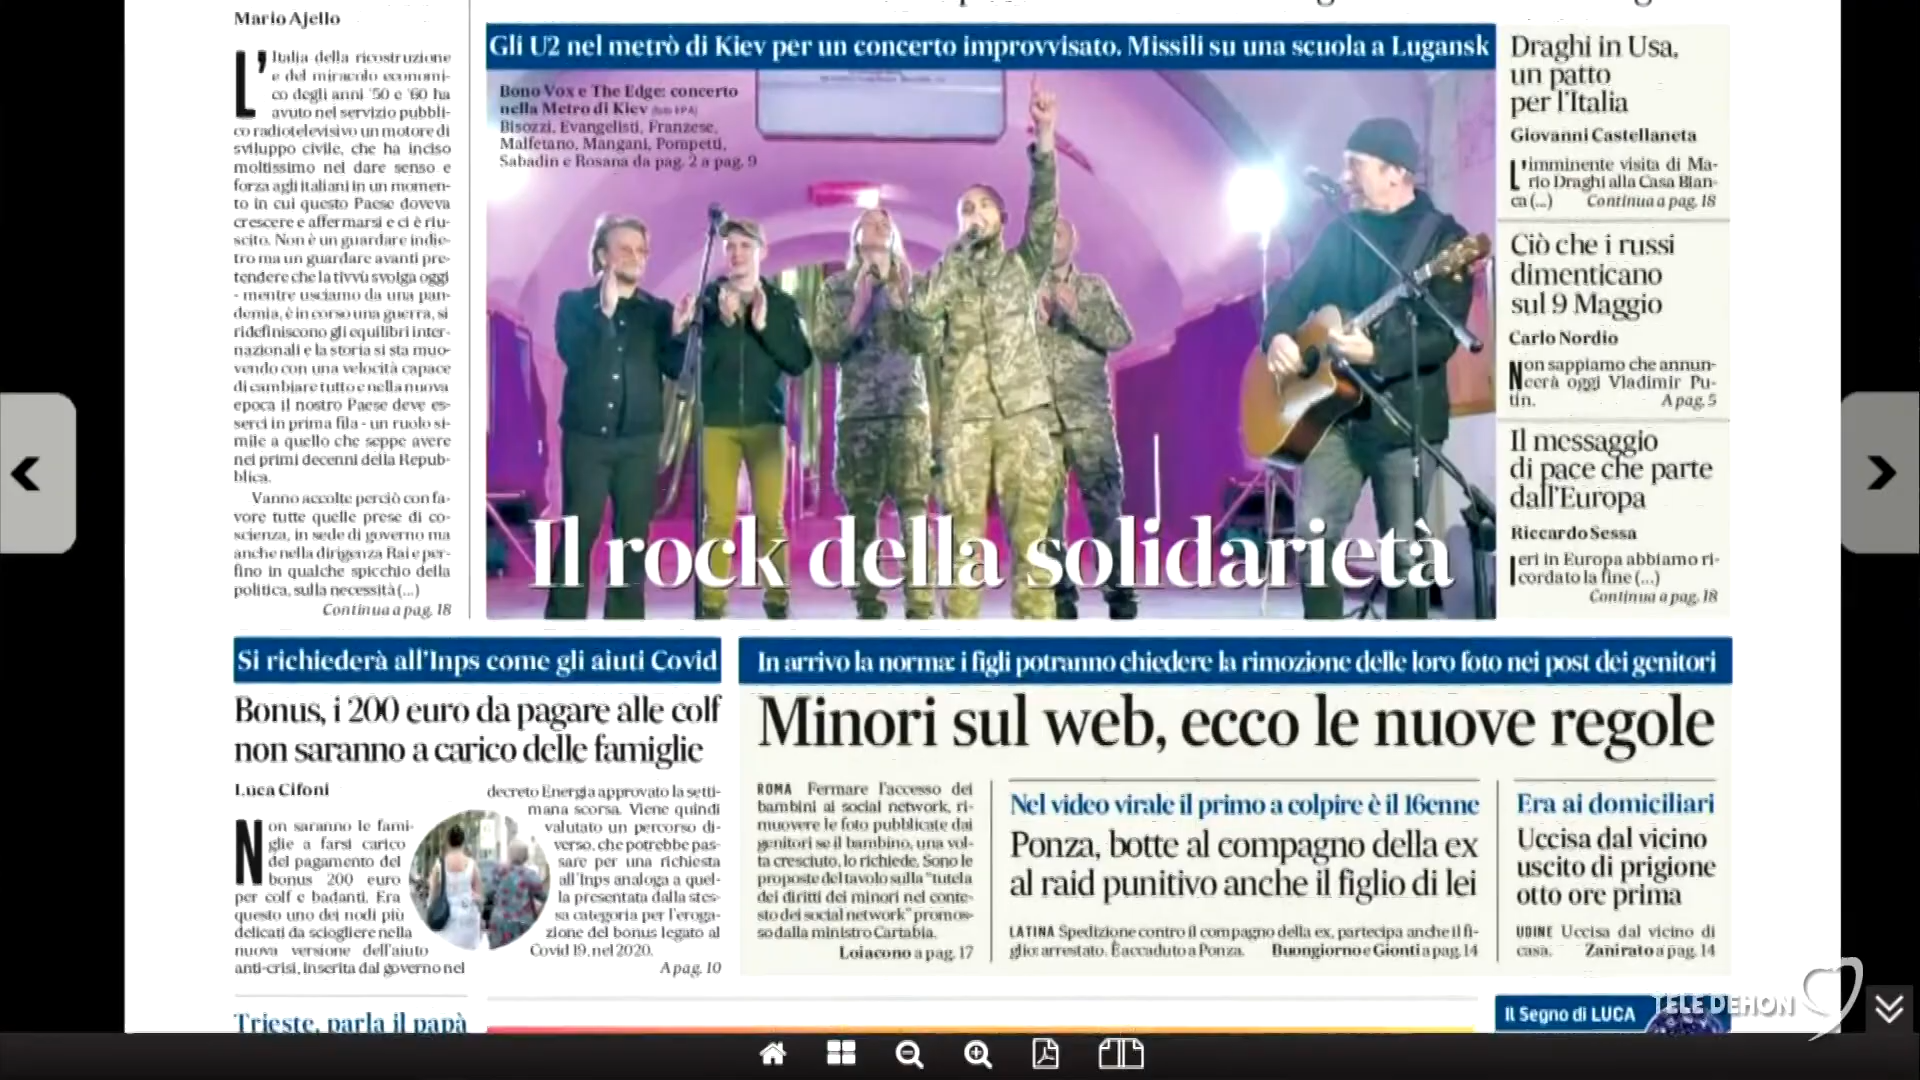 Mario Ajello
L'Italia della ricostruzione
e del miracolo economi-
co degli anni '50 e '60 ha
avuto nel servizio pubbli-
co radiotelevisivo un motore di
sviluppo civile, che ha inciso
moltissimo nel dare senso e
forza agli italiani in un momen-
to in cui questo Paese doveva
crescere e affermarsi e ci è riu-
scito. Non è un guardare indie-
tro ma un guardare avanti pre-
tendere che la tivvù svolga oggi
- mentre usciamo da una pan-
demia, è in corso una guerra, si
ridefiniscono gli equilibri inter-
nazionali e la storia si sta muo-
vendo con una velocità capace
di cambiare tutto e nella nuova
epoca il nostro Paese deve es-
serci in prima fila - un ruolo si-
mile a quello che seppe avere
nei primi decenni della Repub-
blica.
Vanno accolte perciò con fa-
vore tutte quelle prese di co-
scienza, in sede di governo ma
anche nella dirigenza Rai e per-
fino in qualche spicchio della
politica, sulla necessità (...)
Continua a pag. 18
Gli U2 nel metrò di Kiev per un concerto improvvisato. Missili su una scuola a Lugansk
Bono Vox e The Edge: concerto
nella Metro di Kiev (foto EPA)
Bisozzi, Evangelisti, Franzese,
Malfetano, Mangani, Pompetti,
Sabadin e Rosana da pag. 2 a pag. 9
Il rock della solidarietà
Draghi in Usa,
un patto
per l'Italia
Giovanni Castellaneta
L'imminente visita di Ma-
rio Draghi alla Casa Bian-
ca (...) Continua a pag. 18
Ciò che i russi
dimenticano
sul 9 Maggio
Carlo Nordio
Non sappiamo che annun-
cerà oggi Vladimir Pu-
tin. A pag. 5
Il messaggio
di pace che parte
dall'Europa
Riccardo Sessa
Ieri in Europa abbiamo ri-
cordato la fine (...)
Continua a pag. 18
Si richiederà all'Inps come gli aiuti Covid
Bonus, i 200 euro da pagare alle colf
non saranno a carico delle famiglie
Luca Cifoni
Non saranno le fami-
glie a farsi carico
del pagamento del
bonus 200 euro
per colf e badanti. Era
questo uno dei nodi più
delicati da sciogliere nella
nuova versione dell'aiuto
anti-crisi, inserita dal governo nel
decreto Energia approvato la setti-
mana scorsa. Viene quindi
valutato un percorso di-
verso, che potrebbe pas-
sare per una richiesta
all'Inps analoga a quel-
la presentata dalla stes-
sa categoria per l'eroga-
zione del bonus legato al
Covid 19, nel 2020.
A pag. 10
In arrivo la norma: i figli potranno chiedere la rimozione delle loro foto nei post dei genitori
Minori sul web, ecco le nuove regole
ROMA Fermare l'accesso dei
bambini ai social network, ri-
muovere le foto pubblicate dai
genitori se il bambino, una vol-
ta cresciuto, lo richiede. Sono le
proposte del tavolo sulla "tutela
dei diritti dei minori nel conte-
sto dei social network" promos-
so dalla ministro Cartabia.
Loiacono a pag. 17
Nel video virale il primo a colpire è il 16enne
Ponza, botte al compagno della ex
al raid punitivo anche il figlio di lei
LATINA Spedizione contro il compagno della ex, partecipa anche il fi-
glio: arrestato. È accaduto a Ponza. Buongiorno e Gionti a pag. 14
Era ai domiciliari
Uccisa dal vicino
uscito di prigione
otto ore prima
UDINE Uccisa dal vicino di
casa. Zanirato a pag. 14
Trieste, parla il papà
Il Segno di LUCA
TELE DEHON